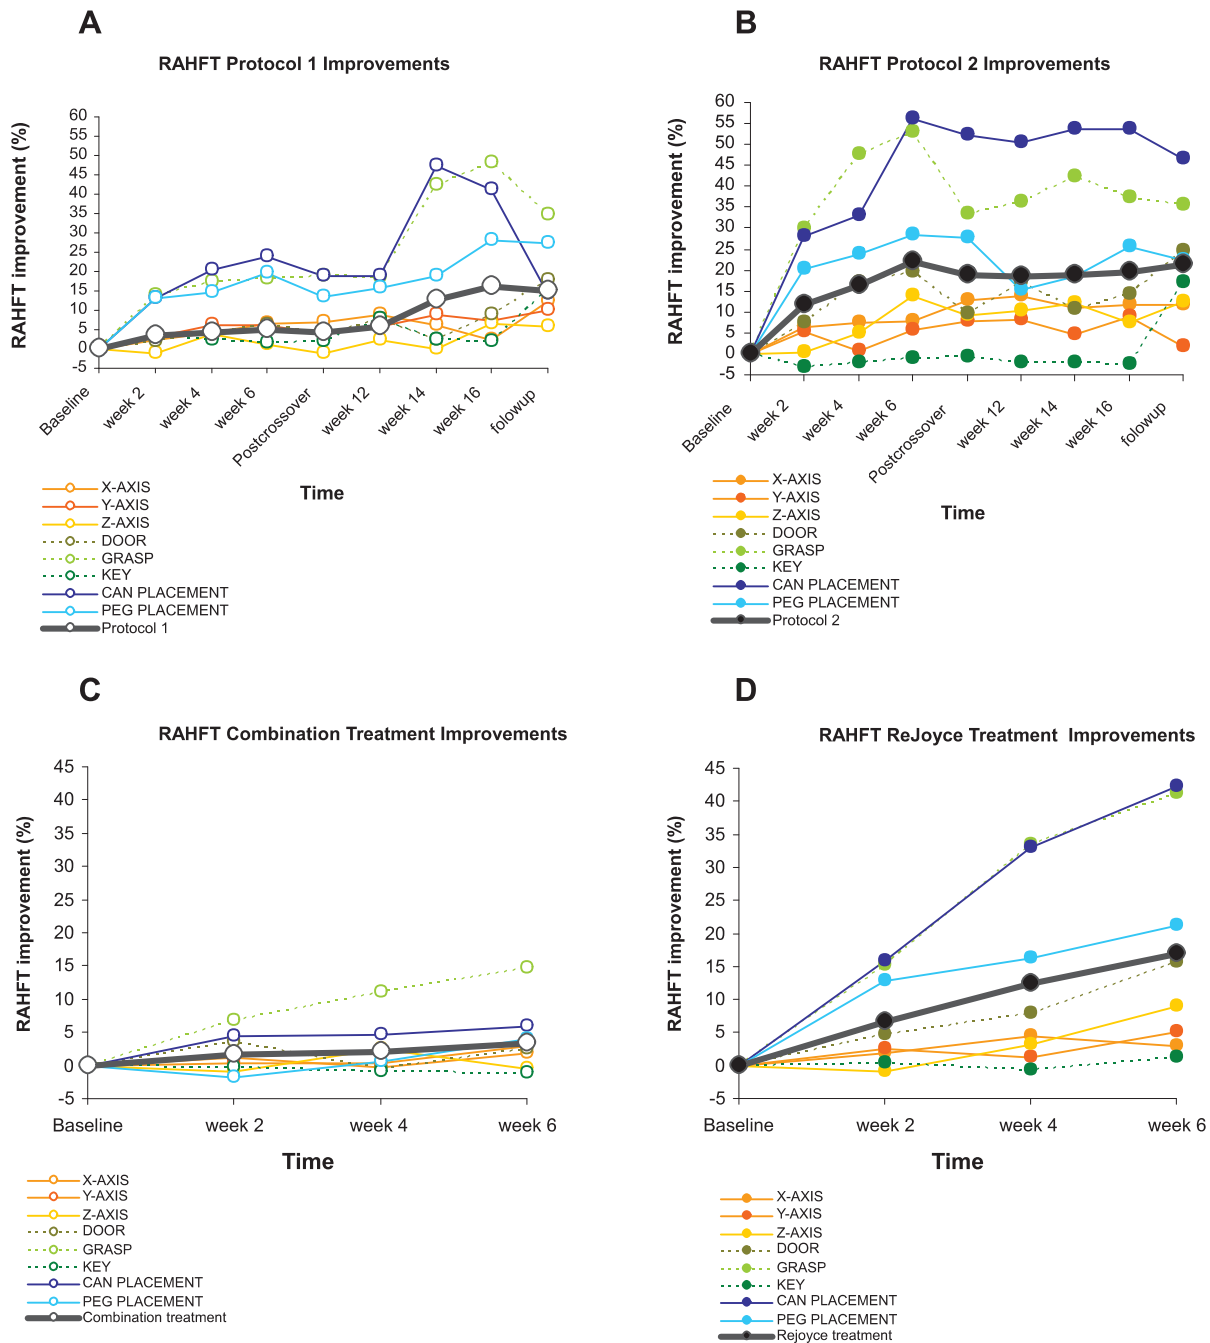 A
RAHFT Protocol 1 Improvements
RAHFT improvement (%)
60
55
50
45
40
35
30
25
20
15
10
5
0
-5
Baseline
week 2
week 4
week 6
Postcrossover
week 12
week 14
week 16
folowup
Time
X-AXIS
Y-AXIS
Z-AXIS
DOOR
GRASP
KEY
CAN PLACEMENT
PEG PLACEMENT
Protocol 1
B
RAHFT Protocol 2 Improvements
RAHFT improvement (%)
60
55
50
45
40
35
30
25
20
15
10
5
0
-5
Baseline
week 2
week 4
week 6
Postcrossover
week 12
week 14
week 16
folowup
Time
X-AXIS
Y-AXIS
Z-AXIS
DOOR
GRASP
KEY
CAN PLACEMENT
PEG PLACEMENT
Protocol 2
C
RAHFT Combination Treatment Improvements
RAHFT improvement (%)
45
40
35
30
25
20
15
10
5
0
-5
Baseline
week 2
week 4
week 6
Time
X-AXIS
Y-AXIS
Z-AXIS
DOOR
GRASP
KEY
CAN PLACEMENT
PEG PLACEMENT
Combination treatment
D
RAHFT ReJoyce Treatment Improvements
RAHFT improvement (%)
45
40
35
30
25
20
15
10
5
0
-5
Baseline
week 2
week 4
week 6
Time
X-AXIS
Y-AXIS
Z-AXIS
DOOR
GRASP
KEY
CAN PLACEMENT
PEG PLACEMENT
Rejoyce treatment